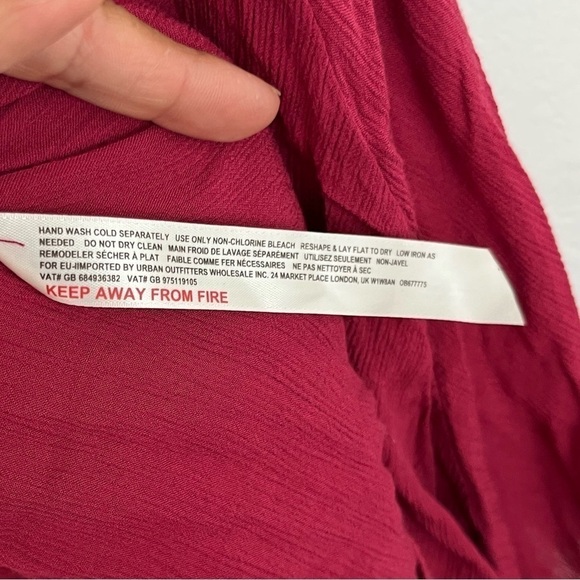 HAND WASH COLD SEPARATELY USE ONLY NON-CHLORINE BLEACH RESHAPE & LAY FLAT TO DRY LOW IRON AS
NEEDED DO NOT DRY CLEAN MAIN FROID DE LAVAGE SÉPARÉMENT UTILISEZ SEULEMENT NON-JAVEL
REMODELER SÉCHER À PLAT FAIBLE COMME FER NÉCESSAIRES NE PAS NETTOYER À SEC
FOR EU-IIMPORTED BY URBAN OUTFITTERS WHOLESALE INC. 24 MARKET PLACE LONDON, UK W1W8AN OB677775
VAT# GB 684936382 VAT# GB 975119105
KEEP AWAY FROM FIRE